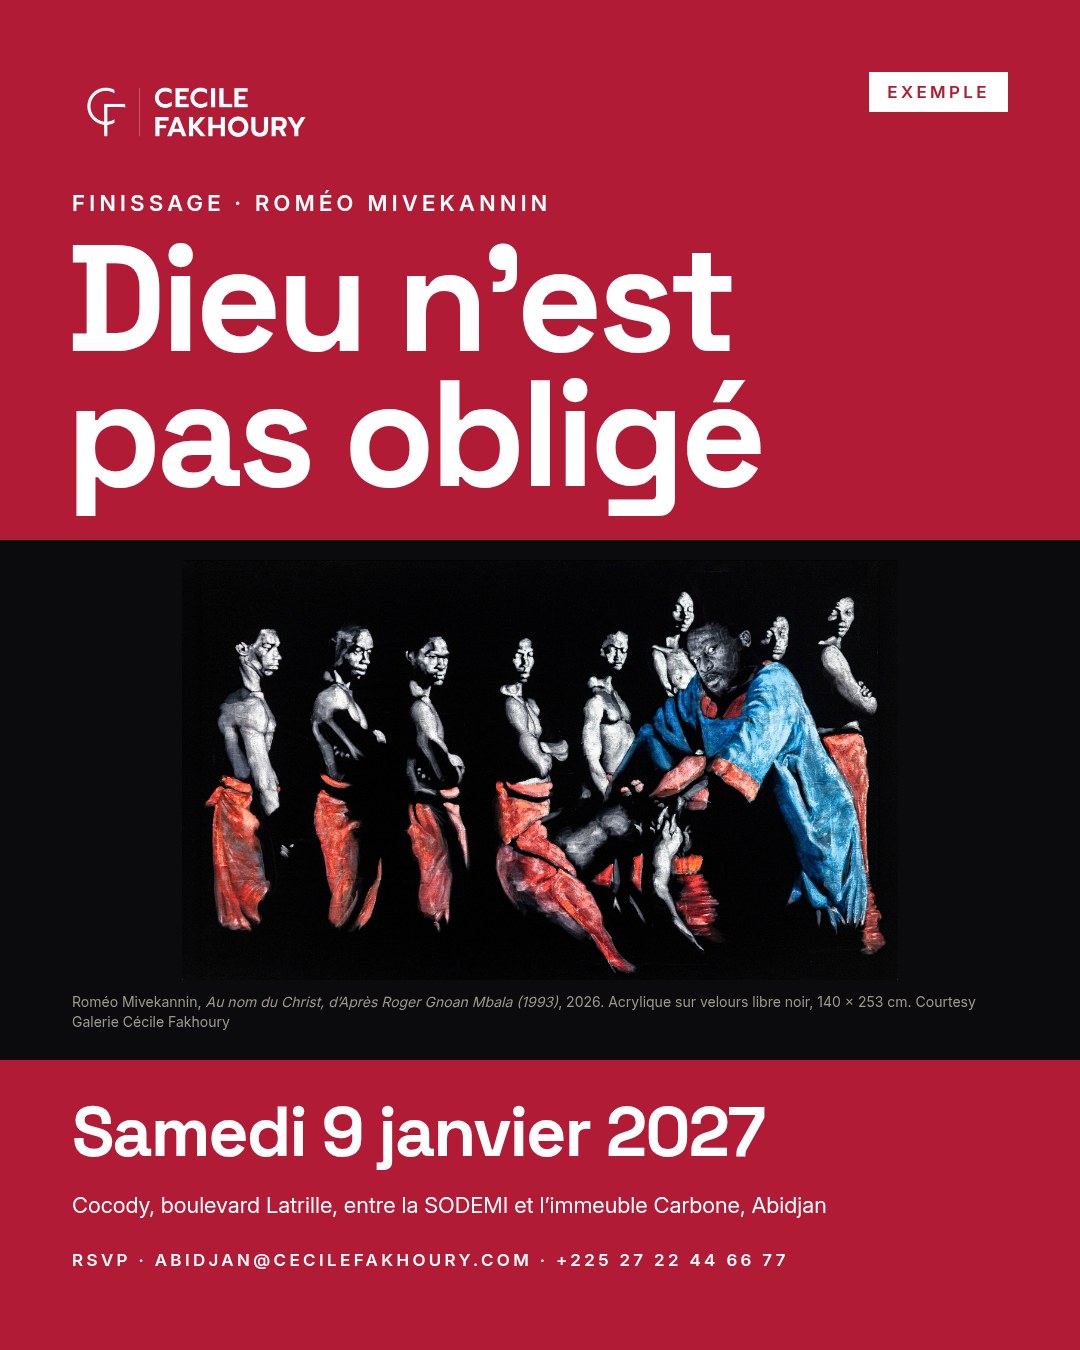 CECILE
FAKHOURY
EXEMPLE
FINISSAGE · ROMÉO MIVEKANNIN
Dieu n’est
pas obligé
Roméo Mivekannin, Au nom du Christ, d’Après Roger Gnoan Mbala (1993), 2026. Acrylique sur velours libre noir, 140 × 253 cm. Courtesy
Galerie Cécile Fakhoury
Samedi 9 janvier 2027
Cocody, boulevard Latrille, entre la SODEMI et l’immeuble Carbone, Abidjan
RSVP · ABIDJAN@CECILEFAKHOURY.COM · +225 27 22 44 66 77